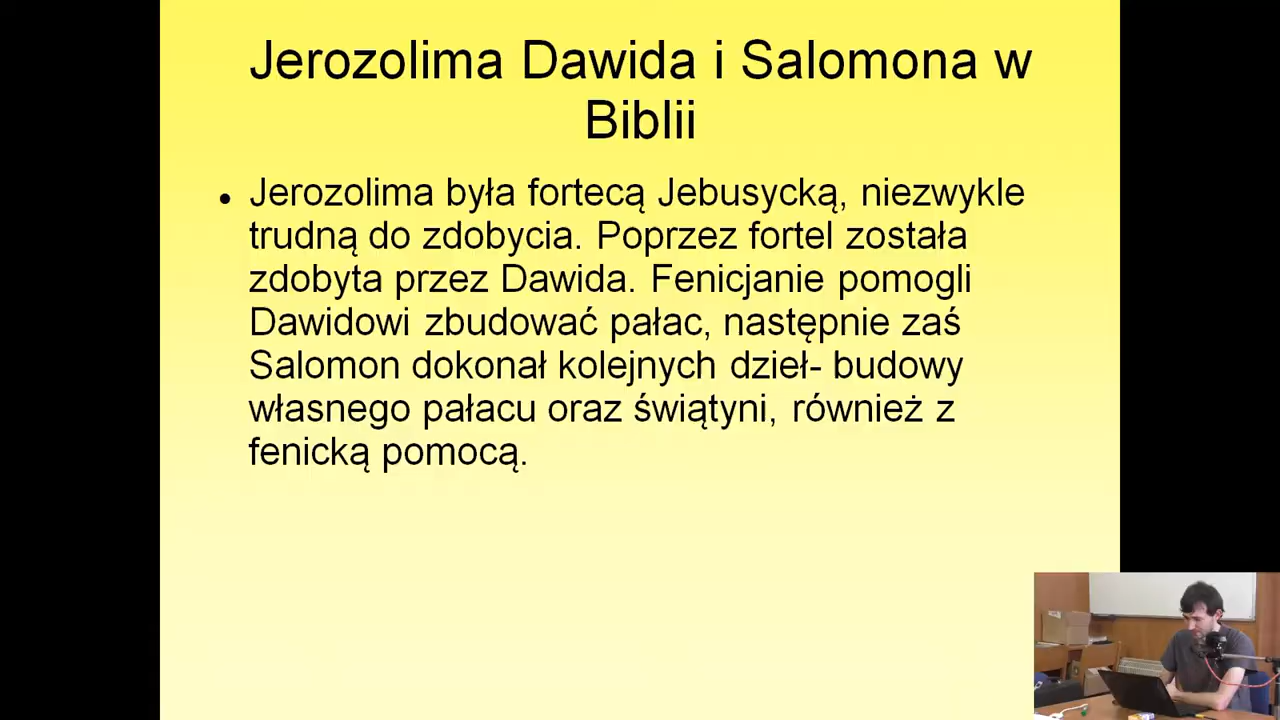 Jerozolima Dawida i Salomona w
Biblii
• Jerozolima była fortecą Jebusycką, niezwykle
trudną do zdobycia. Poprzez fortel została
zdobyta przez Dawida. Fenicjanie pomogli
Dawidowi zbudować pałac, następnie zaś
Salomon dokonał kolejnych dzieł- budowy
własnego pałacu oraz świątyni, również z
fenicką pomocą.